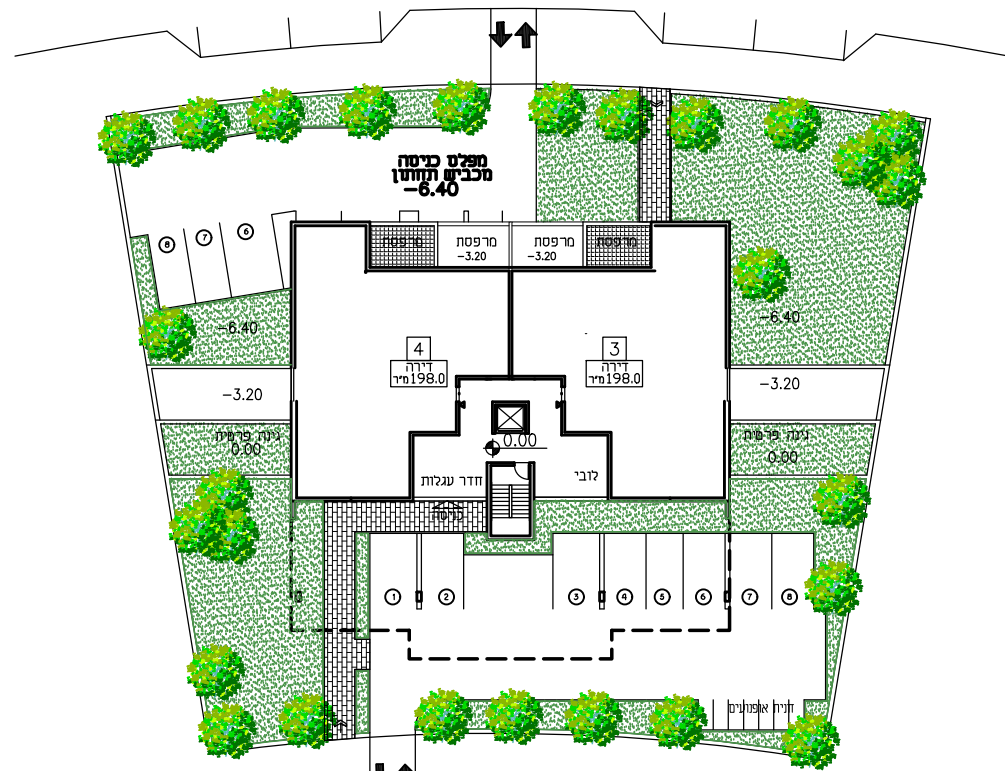 מפלס כניסה
מכביש תחתון
-6.40
8
7
6
מרפסת
מרפסת
-3.20
מרפסת
-3.20
מרפסת
-6.40
-6.40
4
דירה
198.0 מ"ר
3
דירה
198.0 מ"ר
-3.20
-3.20
גינה פרטית
0.00
גינה פרטית
0.00
0.00
חדר עגלות
לובי
כניסה
1
2
3
4
5
6
7
8
חנית אופנועים